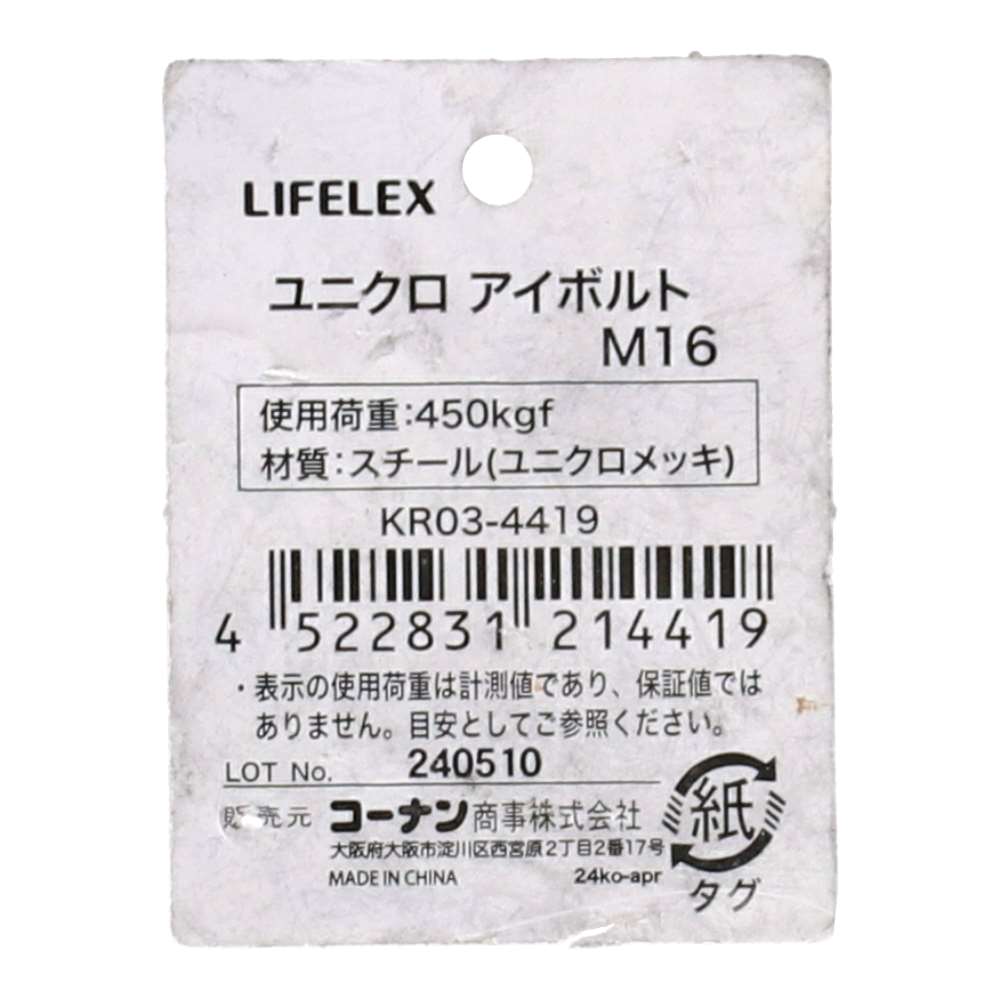 LIFELEX
ユニクロ アイボルト
M16
使用荷重:450kgf
材質:スチール(ユニクロメッキ)
KR03-4419
4 522831 214419
・表示の使用荷重は計測値であり、保証値では
ありません。目安としてご参照ください。
LOT No. 240510
販売元 コーナン商事株式会社
大阪府大阪市淀川区西宮原2丁目2番17号
MADE IN CHINA 24ko-apr
紙
タグ